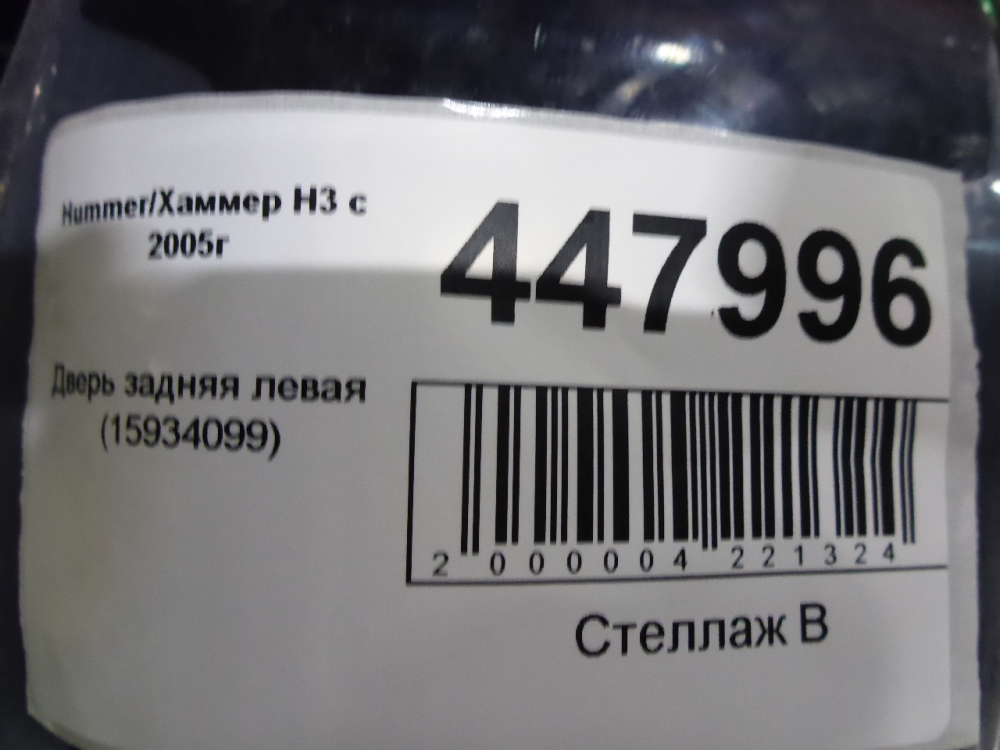 Hummer/Хаммер H3 с
2005г
447996
Дверь задняя левая
(15934099)
2 000004 221324
Стеллаж В